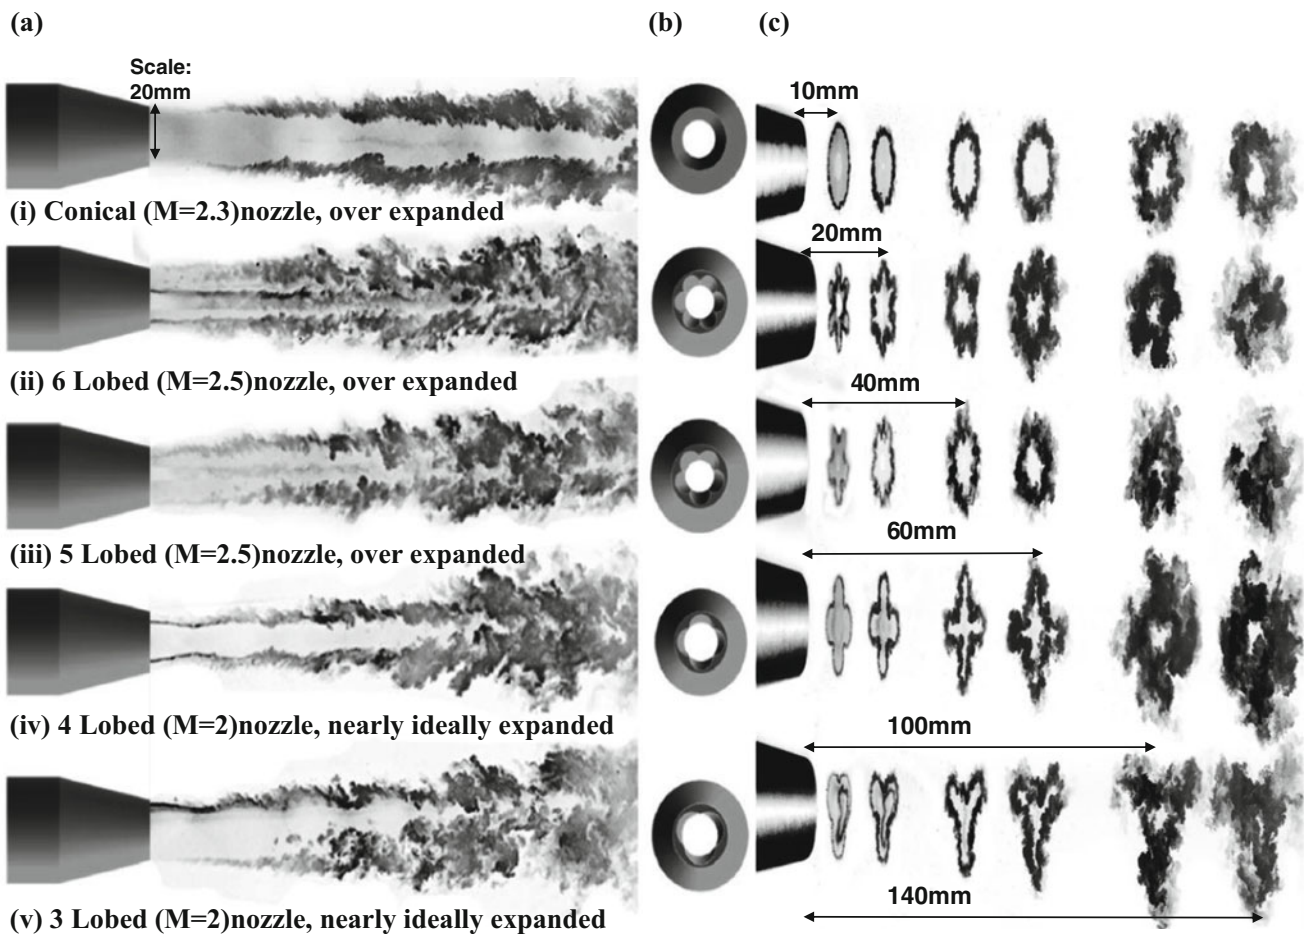 (a)
(b)
(c)
Scale:
20mm
10mm
(i) Conical (M=2.3)nozzle, over expanded
20mm
(ii) 6 Lobed (M=2.5)nozzle, over expanded
40mm
60mm
(iii) 5 Lobed (M=2.5)nozzle, over expanded
(iv) 4 Lobed (M=2)nozzle, nearly ideally expanded
100mm
140mm
(v) 3 Lobed (M=2)nozzle, nearly ideally expanded